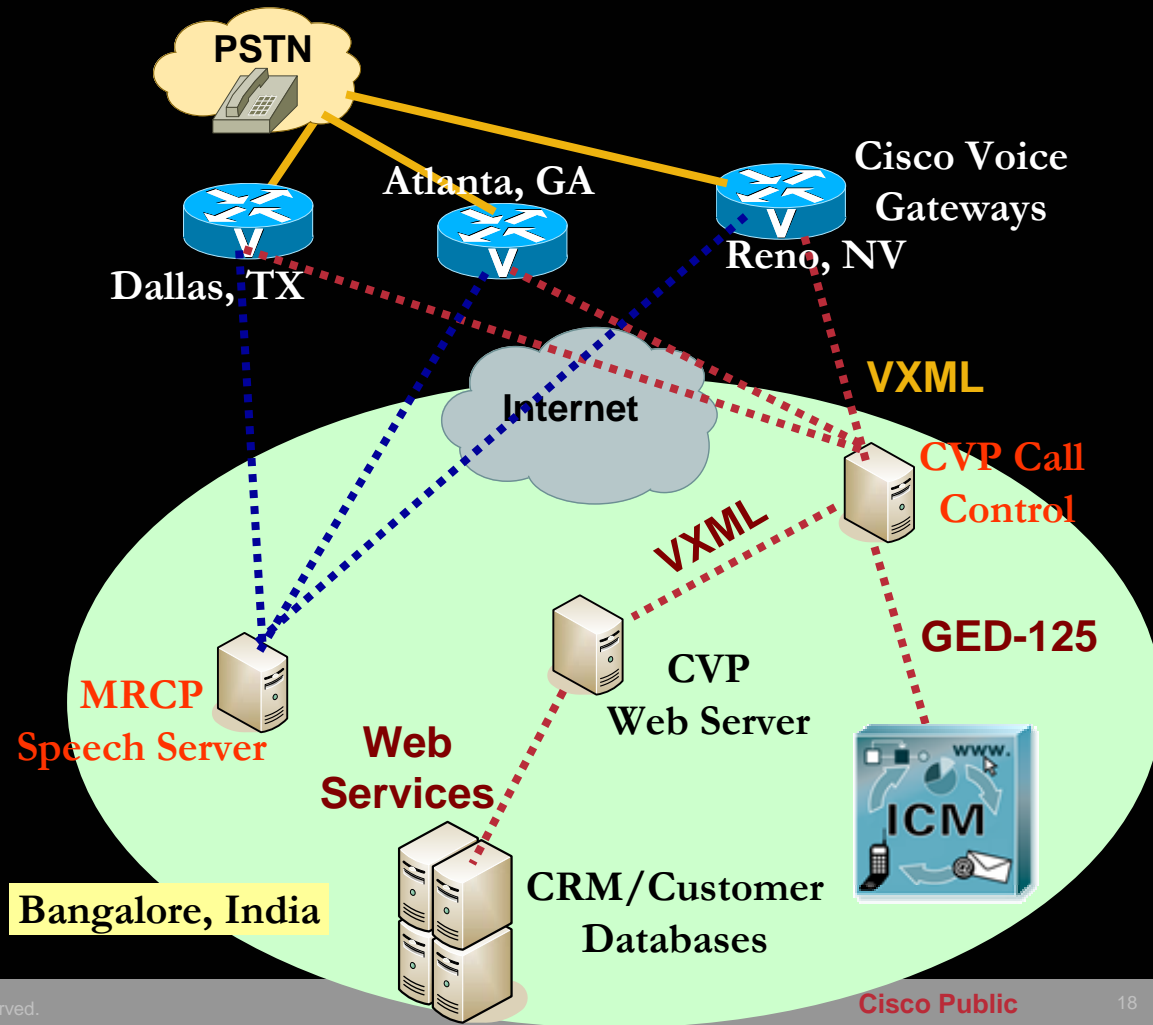 PSTN
Atlanta, GA
Cisco Voice
Gateways
V
V
V
Reno, NV
Dallas, TX
VXML
Internet
CVP Call
Control
VXML
GED-125
CVP
Web Server
MRCP
Speech Server
Web
Services
www.
ICM
@
CRM/Customer
Databases
Bangalore, India
rved.
Cisco Public
18